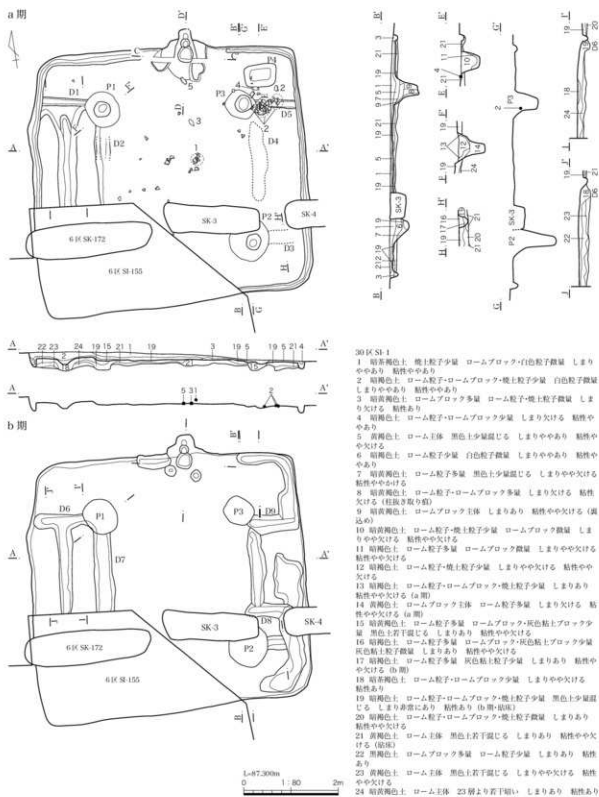 a 期
D'
B'
G'
E'
C
D1
P1
P3
P4
D5
D2
D4
D
A
A'
SK-3
SK-4
P2
6区 SK-172
D3
6区 SI-155
H
B
G
A
22 23
19 15 21 1
19
3
19 5
19 5 21 4
A'
A
5 31
2
A'
b 期
B'
D6
P1
P3
D9
D7
A
A'
SK-3
D8
SK-4
6区 SK-172
P2
6区 SI-155
B
L=87.300m
0
1 : 80
2m
30区 SI-1
1 暗茶褐色土 焼土粒子少量 ロームブロック・白色粒子微量 しまり
ややあり 粘性ややあり
2 暗褐色土 ローム粒子・ロームブロック・焼土粒子少量 白色粒子微量
しまりややあり 粘性ややあり
3 暗黄褐色土 ロームブロック多量 ローム粒子・焼土粒子微量 しま
り欠ける 粘性あり
4 暗褐色土 ローム粒子・ロームブロック少量 しまり欠ける 粘性や
やあり
5 黄褐色土 ローム主体 黒色土少量混じる しまりややあり 粘性や
や欠ける
6 暗褐色土 ローム粒子少量 白色粒子微量 しまりややあり 粘性や
やあり
7 暗黄褐色土 ローム粒子多量 黒色土少量混じる しまりやや欠ける
粘性ややかける
8 暗褐色土 ローム粒子・ロームブロック多量 しまり欠ける 粘性
欠ける（柱抜き取り痕）
9 暗黄褐色土 ロームブロック主体 しまりあり 粘性やや欠ける（裏
込め）
10 暗黄褐色土 ローム粒子・焼土粒子少量 ロームブロック微量 しま
りやや欠ける 粘性やや欠ける
11 暗褐色土 ローム粒子多量 ロームブロック微量 しまりやや欠ける
粘性やや欠ける
12 暗褐色土 ローム粒子・焼土粒子少量 しまりやや欠ける 粘性やや
欠ける
13 暗褐色土 ローム粒子・ロームブロック・焼土粒子少量 しまりあり
粘性やや欠ける（a 期）
14 黄褐色土 ロームブロック主体 ローム粒子多量 しまり欠ける 粘
性やや欠ける（a 期）
15 暗黄褐色土 ローム粒子多量 ロームブロック・灰色粘土ブロック少
量 黒色土若干混じる しまりあり 粘性やや欠ける
16 暗褐色土 ローム粒子多量 ロームブロック・灰色粘土ブロック少量
灰色粘土粒子微量 しまりあり 粘性やや欠ける
17 暗褐色土 ローム粒子多量 灰色粘土粒子少量 しまりあり 粘性や
や欠ける（b 期）
18 暗茶褐色土 ローム粒子・ロームブロック少量 しまりやや欠ける
粘性あり
19 暗褐色土 ローム粒子・ロームブロック・焼土粒子少量 黒色土少量混
じる しまり非常にあり 粘性あり（b 期・貼床）
20 暗褐色土 ローム粒子・ロームブロック・焼土粒子微量 しまりあり
粘性やや欠ける
21 黄褐色土 ローム主体 黒色土若干混じる しまりあり 粘性やや欠
ける（貼床）
22 黒褐色土 ロームブロック多量 ローム粒子少量 しまりあり 粘性
あり
23 黄褐色土 ローム主体 黒色土若干混じる しまりやや欠ける 粘性
やや欠ける
24 暗黄褐色土 ローム主体 23 層より若干暗い しまりあり 粘性あり